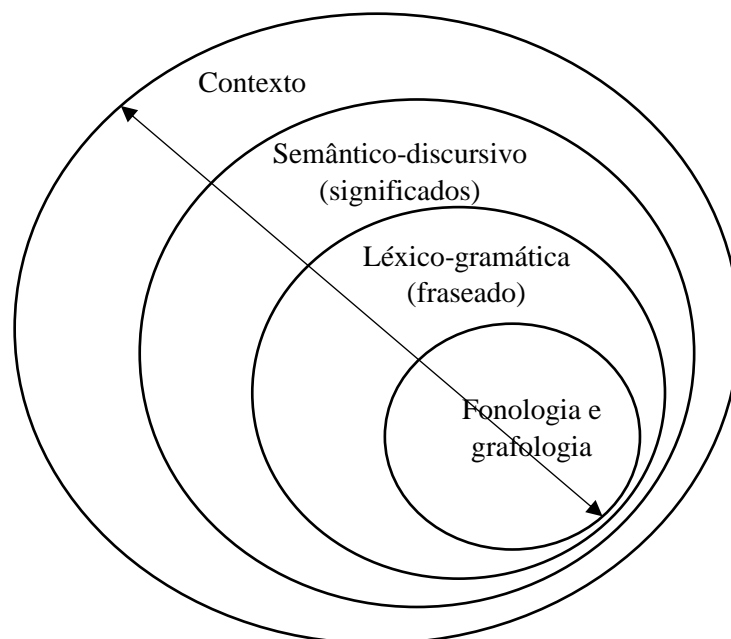 Contexto
Semântico-discursivo
(significados)
Léxico-gramática
(fraseado)
Fonologia e
grafologia